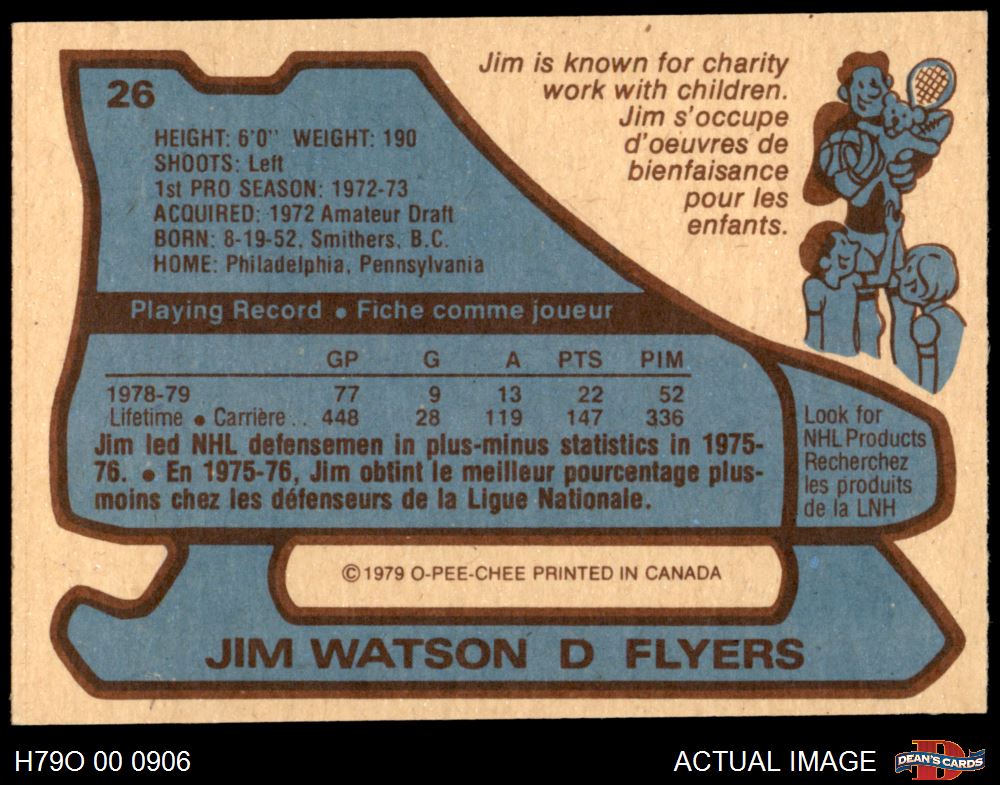 26
Jim is known for charity
work with children.
Jim s'occupe
d'oeuvres de
bienfaisance
pour les
enfants.
HEIGHT: 6'0" WEIGHT: 190
SHOOTS: Left
1st PRO SEASON: 1972-73
ACQUIRED: 1972 Amateur Draft
BORN: 8-19-52, Smithers, B.C.
HOME: Philadelphia, Pennsylvania
Playing Record • Fiche comme joueur
GP G A PTS PIM
1978-79 77 9 13 22 52
Lifetime • Carrière .. 448 28 119 147 336
Jim led NHL defensemen in plus-minus statistics in 1975-
76. • En 1975-76, Jim obtint le meilleur pourcentage plus-
moins chez les défenseurs de la Ligue Nationale.
Look for
NHL Products
Recherchez
les produits
de la LNH
©1979 O-PEE-CHEE PRINTED IN CANADA
JIM WATSON D FLYERS
H79O 00 0906
ACTUAL IMAGE
DEAN'S CARDS